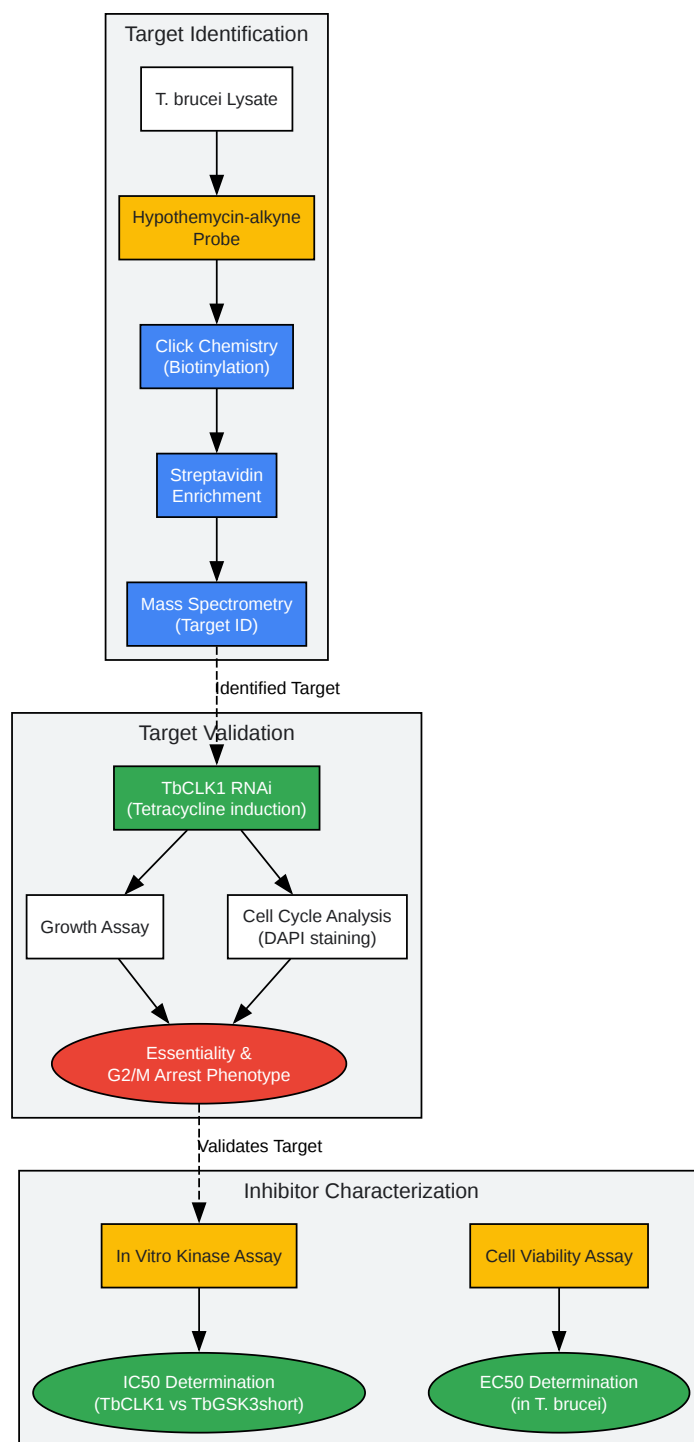 Target Identification
T. brucei Lysate
Hypothemycin-alkyne
Probe
Click Chemistry
(Biotinylation)
Streptavidin
Enrichment
Mass Spectrometry
(Target ID)
Identified Target
Target Validation
TbCLK1 RNAi
(Tetracycline induction)
Growth Assay
Cell Cycle Analysis
(DAPI staining)
Essentiality &
G2/M Arrest Phenotype
Validates Target
Inhibitor Characterization
In Vitro Kinase Assay
Cell Viability Assay
IC50 Determination
(TbCLK1 vs TbGSK3short)
EC50 Determination
(in T. brucei)